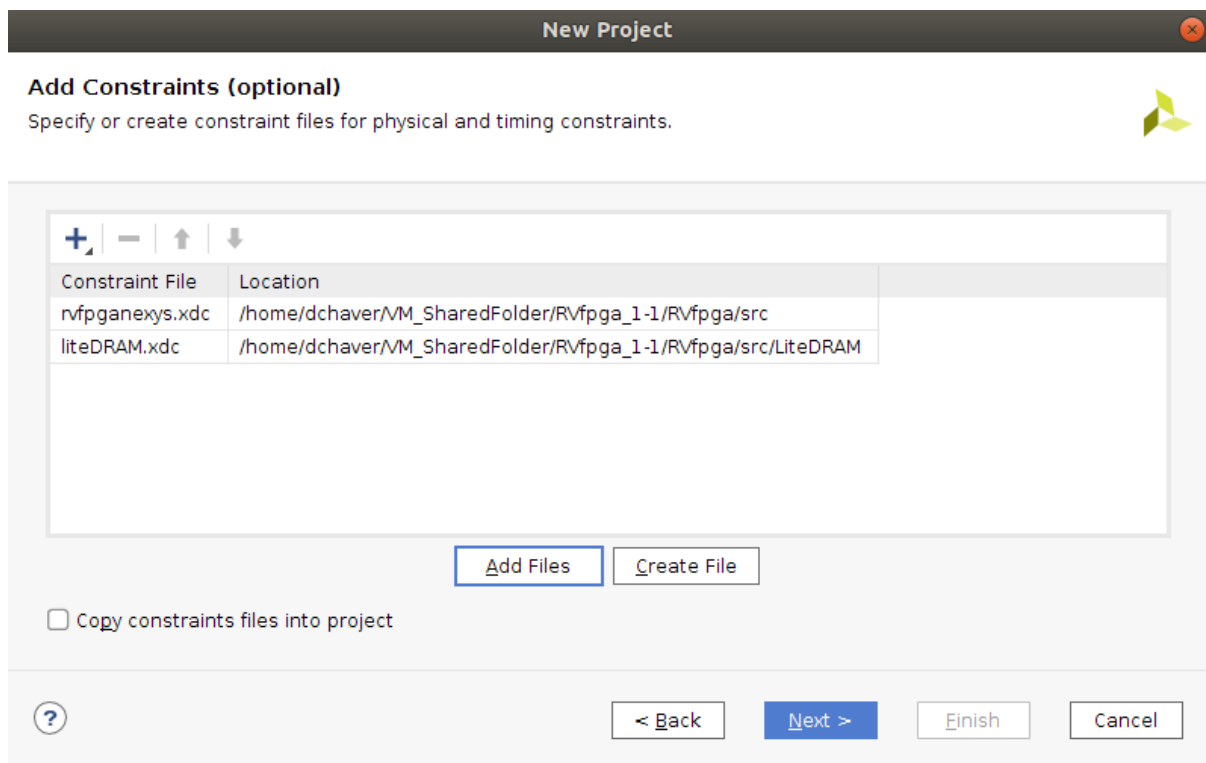 New Project
Add Constraints (optional)
Specify or create constraint files for physical and timing constraints.
Constraint File Location
rvfpganexys.xdc /home/dchaver/VM_SharedFolder/RVfpga_1-1/RVfpga/src
liteDRAM.xdc /home/dchaver/VM_SharedFolder/RVfpga_1-1/RVfpga/src/LiteDRAM
Add Files Create File
Copy constraints files into project
? < Back Next > Finish Cancel